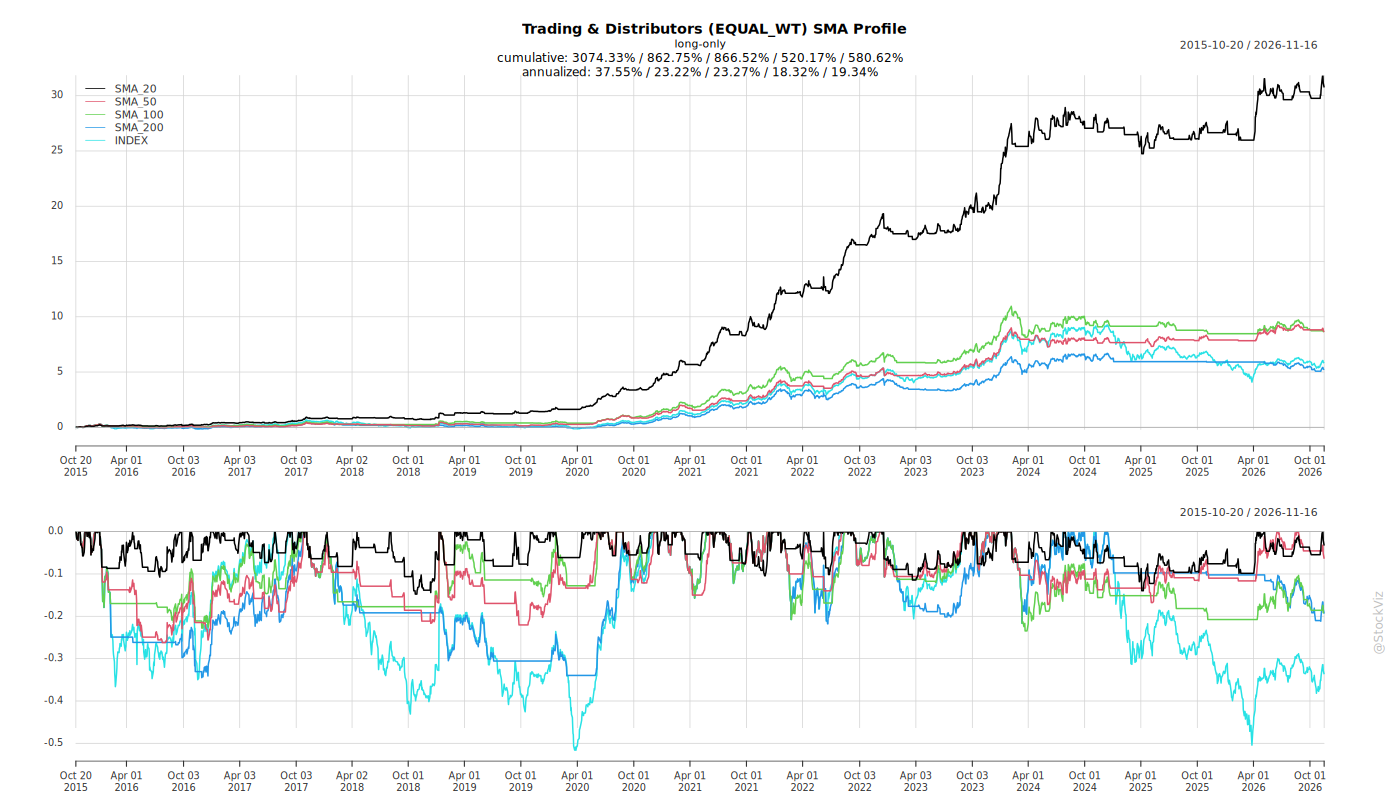 Trading & Distributors (EQUAL_WT) SMA Profile
long-only
cumulative: 3074.33% / 862.75% / 866.52% / 520.17% / 580.62%
annualized: 37.55% / 23.22% / 23.27% / 18.32% / 19.34%
2015-10-20 / 2026-11-16
SMA_20
SMA_50
SMA_100
SMA_200
INDEX
30
25
20
15
10
5
0
Oct 20 Apr 01 Oct 03 Apr 03 Oct 03 Apr 02 Oct 01 Apr 01 Oct 01 Apr 01 Oct 01 Apr 01 Oct 01 Apr 01 Oct 03 Apr 03 Oct 03 Apr 01 Oct 01 Apr 01 Oct 01 Apr 01 Oct 01
2015 2016 2016 2017 2017 2018 2018 2019 2019 2020 2020 2021 2021 2022 2022 2023 2023 2024 2024 2025 2025 2026 2026
2015-10-20 / 2026-11-16
0.0
-0.1
-0.2
-0.3
-0.4
-0.5
Oct 20 Apr 01 Oct 03 Apr 03 Oct 03 Apr 02 Oct 01 Apr 01 Oct 01 Apr 01 Oct 01 Apr 01 Oct 01 Apr 01 Oct 03 Apr 03 Oct 03 Apr 01 Oct 01 Apr 01 Oct 01 Apr 01 Oct 01
2015 2016 2016 2017 2017 2018 2018 2019 2019 2020 2020 2021 2021 2022 2022 2023 2023 2024 2024 2025 2025 2026 2026
@StockViz